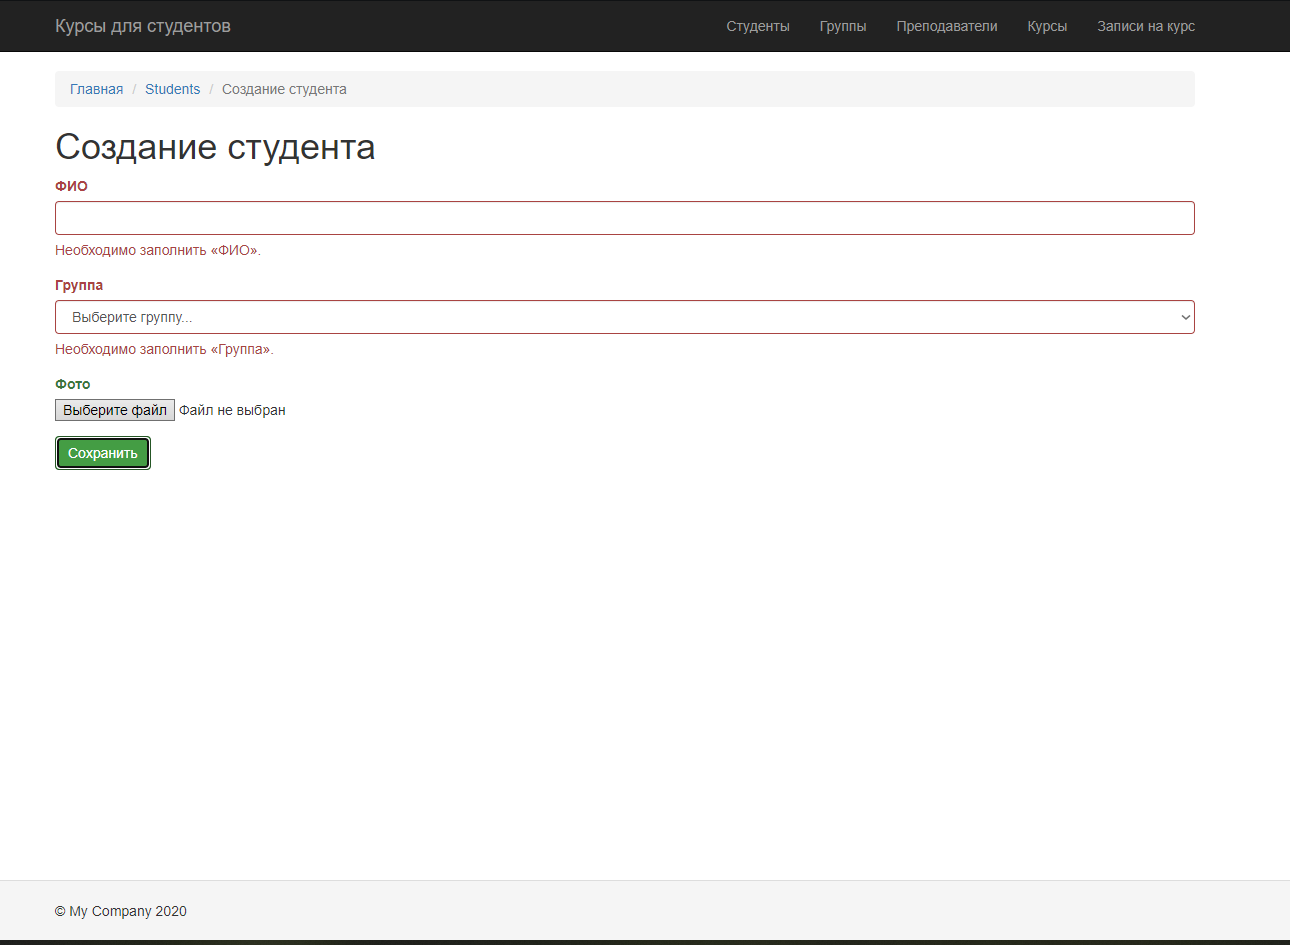 Курсы для студентов Студенты Группы Преподаватели Курсы Записи на курс
Главная / Students / Создание студента
Создание студента
ФИО
Необходимо заполнить «ФИО».
Группа
Выберите группу...
Необходимо заполнить «Группа».
Фото
Выберите файл Файл не выбран
Сохранить
© My Company 2020